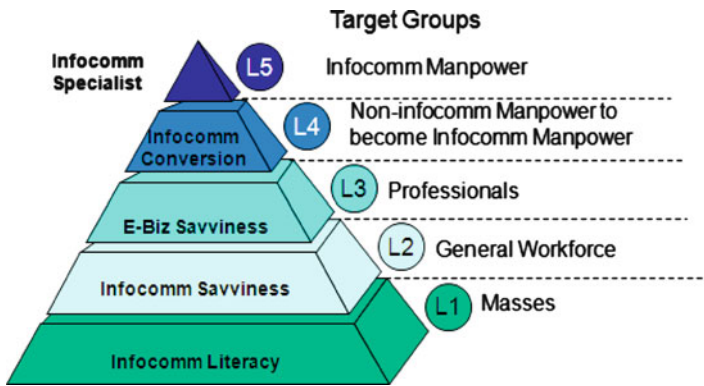 Target Groups
Infocomm
Specialist
L5
Infocomm Manpower
Infocomm
Conversion
L4
Non-infocomm Manpower to
become Infocomm Manpower
E-Biz Savviness
L3
Professionals
Infocomm Savviness
L2
General Workforce
Infocomm Literacy
L1
Masses